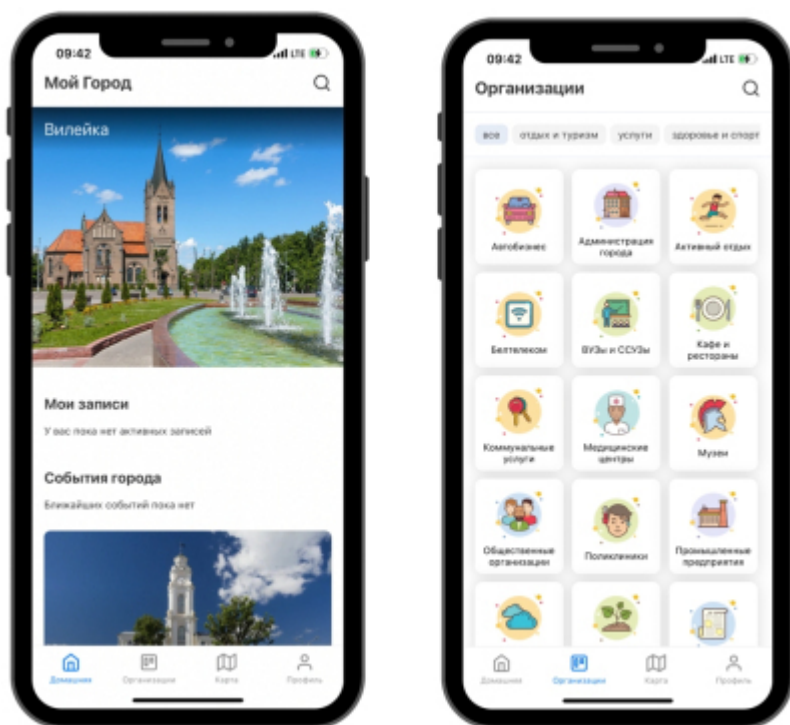 09:42
LTE
Мой Город
Вилейка
Мои записи
У вас пока нет активных записей
События города
Ближайших событий пока нет
Домашняя
Организации
Карта
Профиль
09:42
LTE
Организации
все
отдых и туризм
услуги
здоровье и спорт
Автобизнес
Администрация
города
Активный отдых
Белтелеком
ВУЗы и ССУЗы
Кафе и
рестораны
Коммунальные
услуги
Медицинские
центры
Музеи
Общественные
организации
Поликлиники
Промышленные
предприятия
Домашняя
Организации
Карта
Профиль